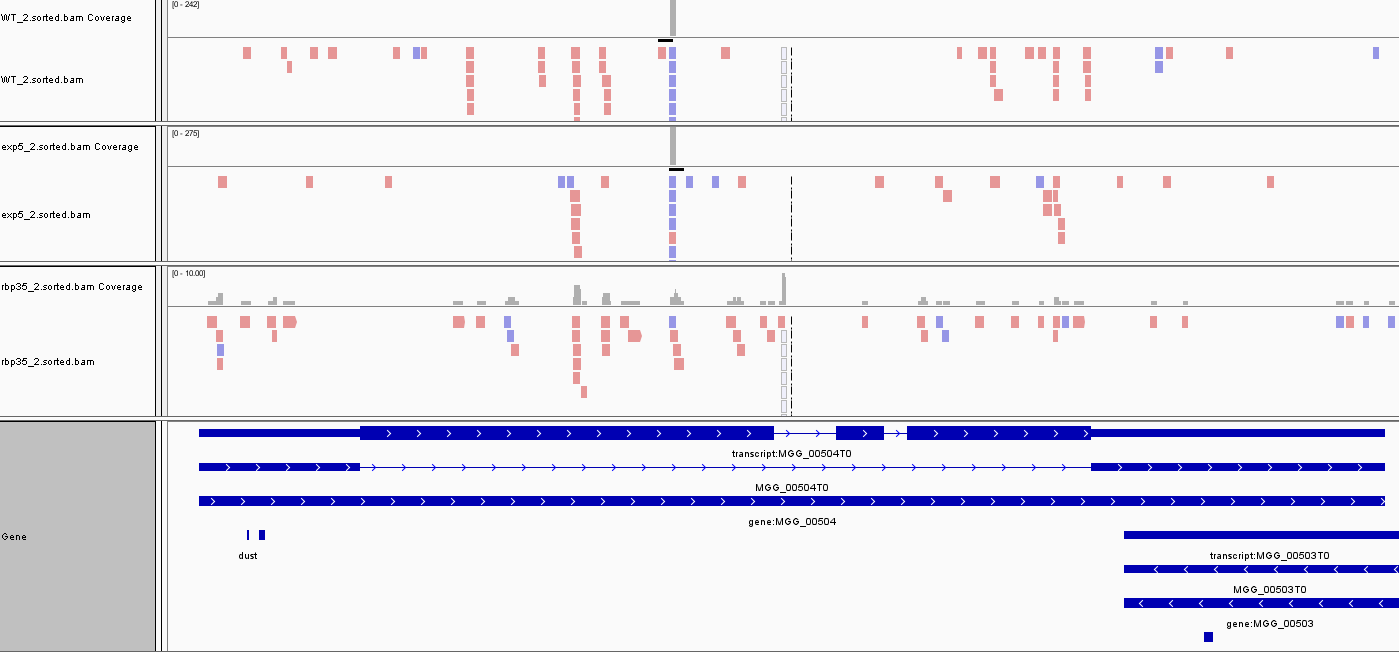 [0 - 242]
WT_2.sorted.bam Coverage
WT_2.sorted.bam
[0 - 275]
exp5_2.sorted.bam Coverage
exp5_2.sorted.bam
[0 - 10.00]
rbp35_2.sorted.bam Coverage
rbp35_2.sorted.bam
transcript:MGG_00504T0
MGG_00504T0
gene:MGG_00504
Gene
dust
transcript:MGG_00503T0
MGG_00503T0
gene:MGG_00503